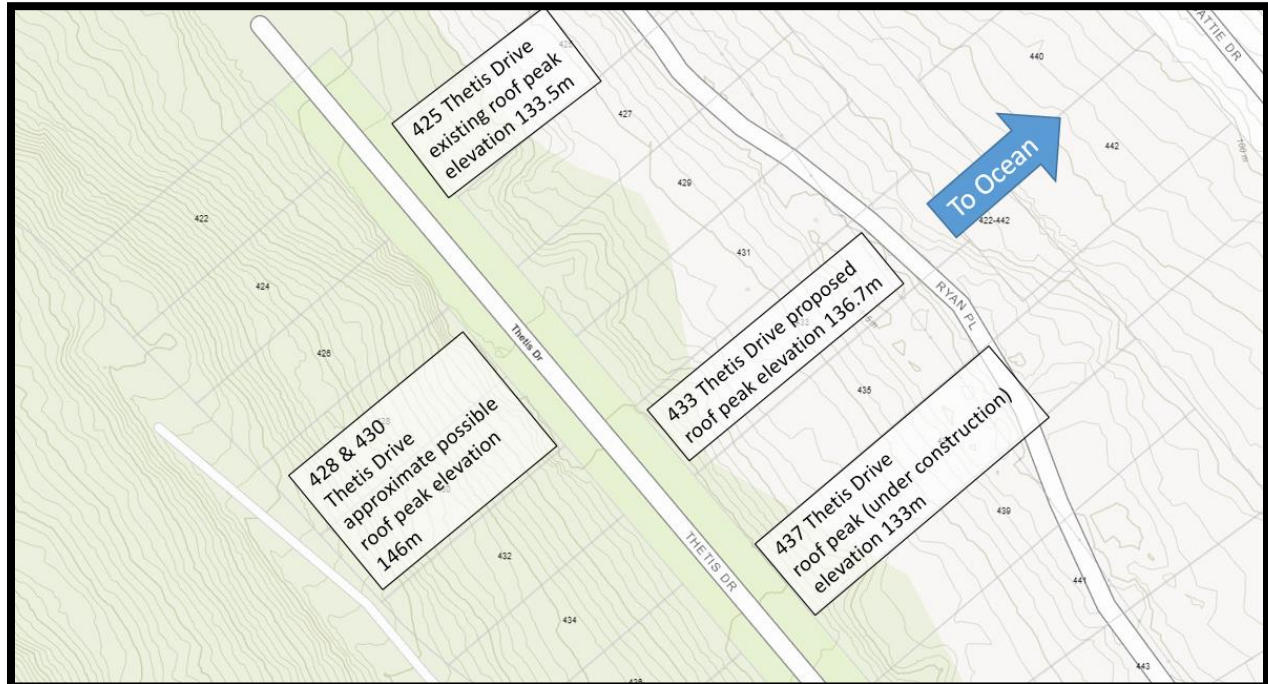 425 Thetis Drive
existing roof peak
elevation 133.5m
ATTIE DR
440
427
442
To Ocean
100 m
429
422
422-442
431
424
433 Thetis Drive proposed
roof peak elevation 136.7m
RYAN PL
Thetis Dr
426
435
428 & 430
Thetis Drive
approximate possible
roof peak elevation
146m
437 Thetis Drive
roof peak (under construction)
elevation 133m
439
432
THETIS DR
441
434
443